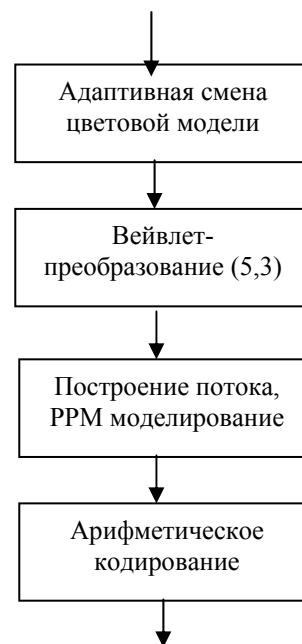 Адаптивная смена
цветовой модели
Вейвлет-
преобразование (5,3)
Построение потока,
PPM моделирование
Арифметическое
кодирование